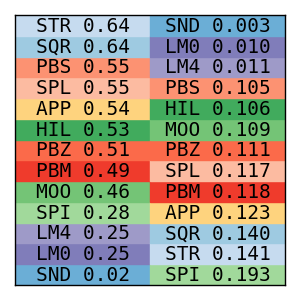 STR 0.64 SND 0.003
SQR 0.64 LM0 0.010
PBS 0.55 LM4 0.011
SPL 0.55 PBS 0.105
APP 0.54 HIL 0.106
HIL 0.53 MOO 0.109
PBZ 0.51 PBZ 0.111
PBM 0.49 SPL 0.117
MOO 0.46 PBM 0.118
SPI 0.28 APP 0.123
LM4 0.25 SQR 0.140
LM0 0.25 STR 0.141
SND 0.02 SPI 0.193